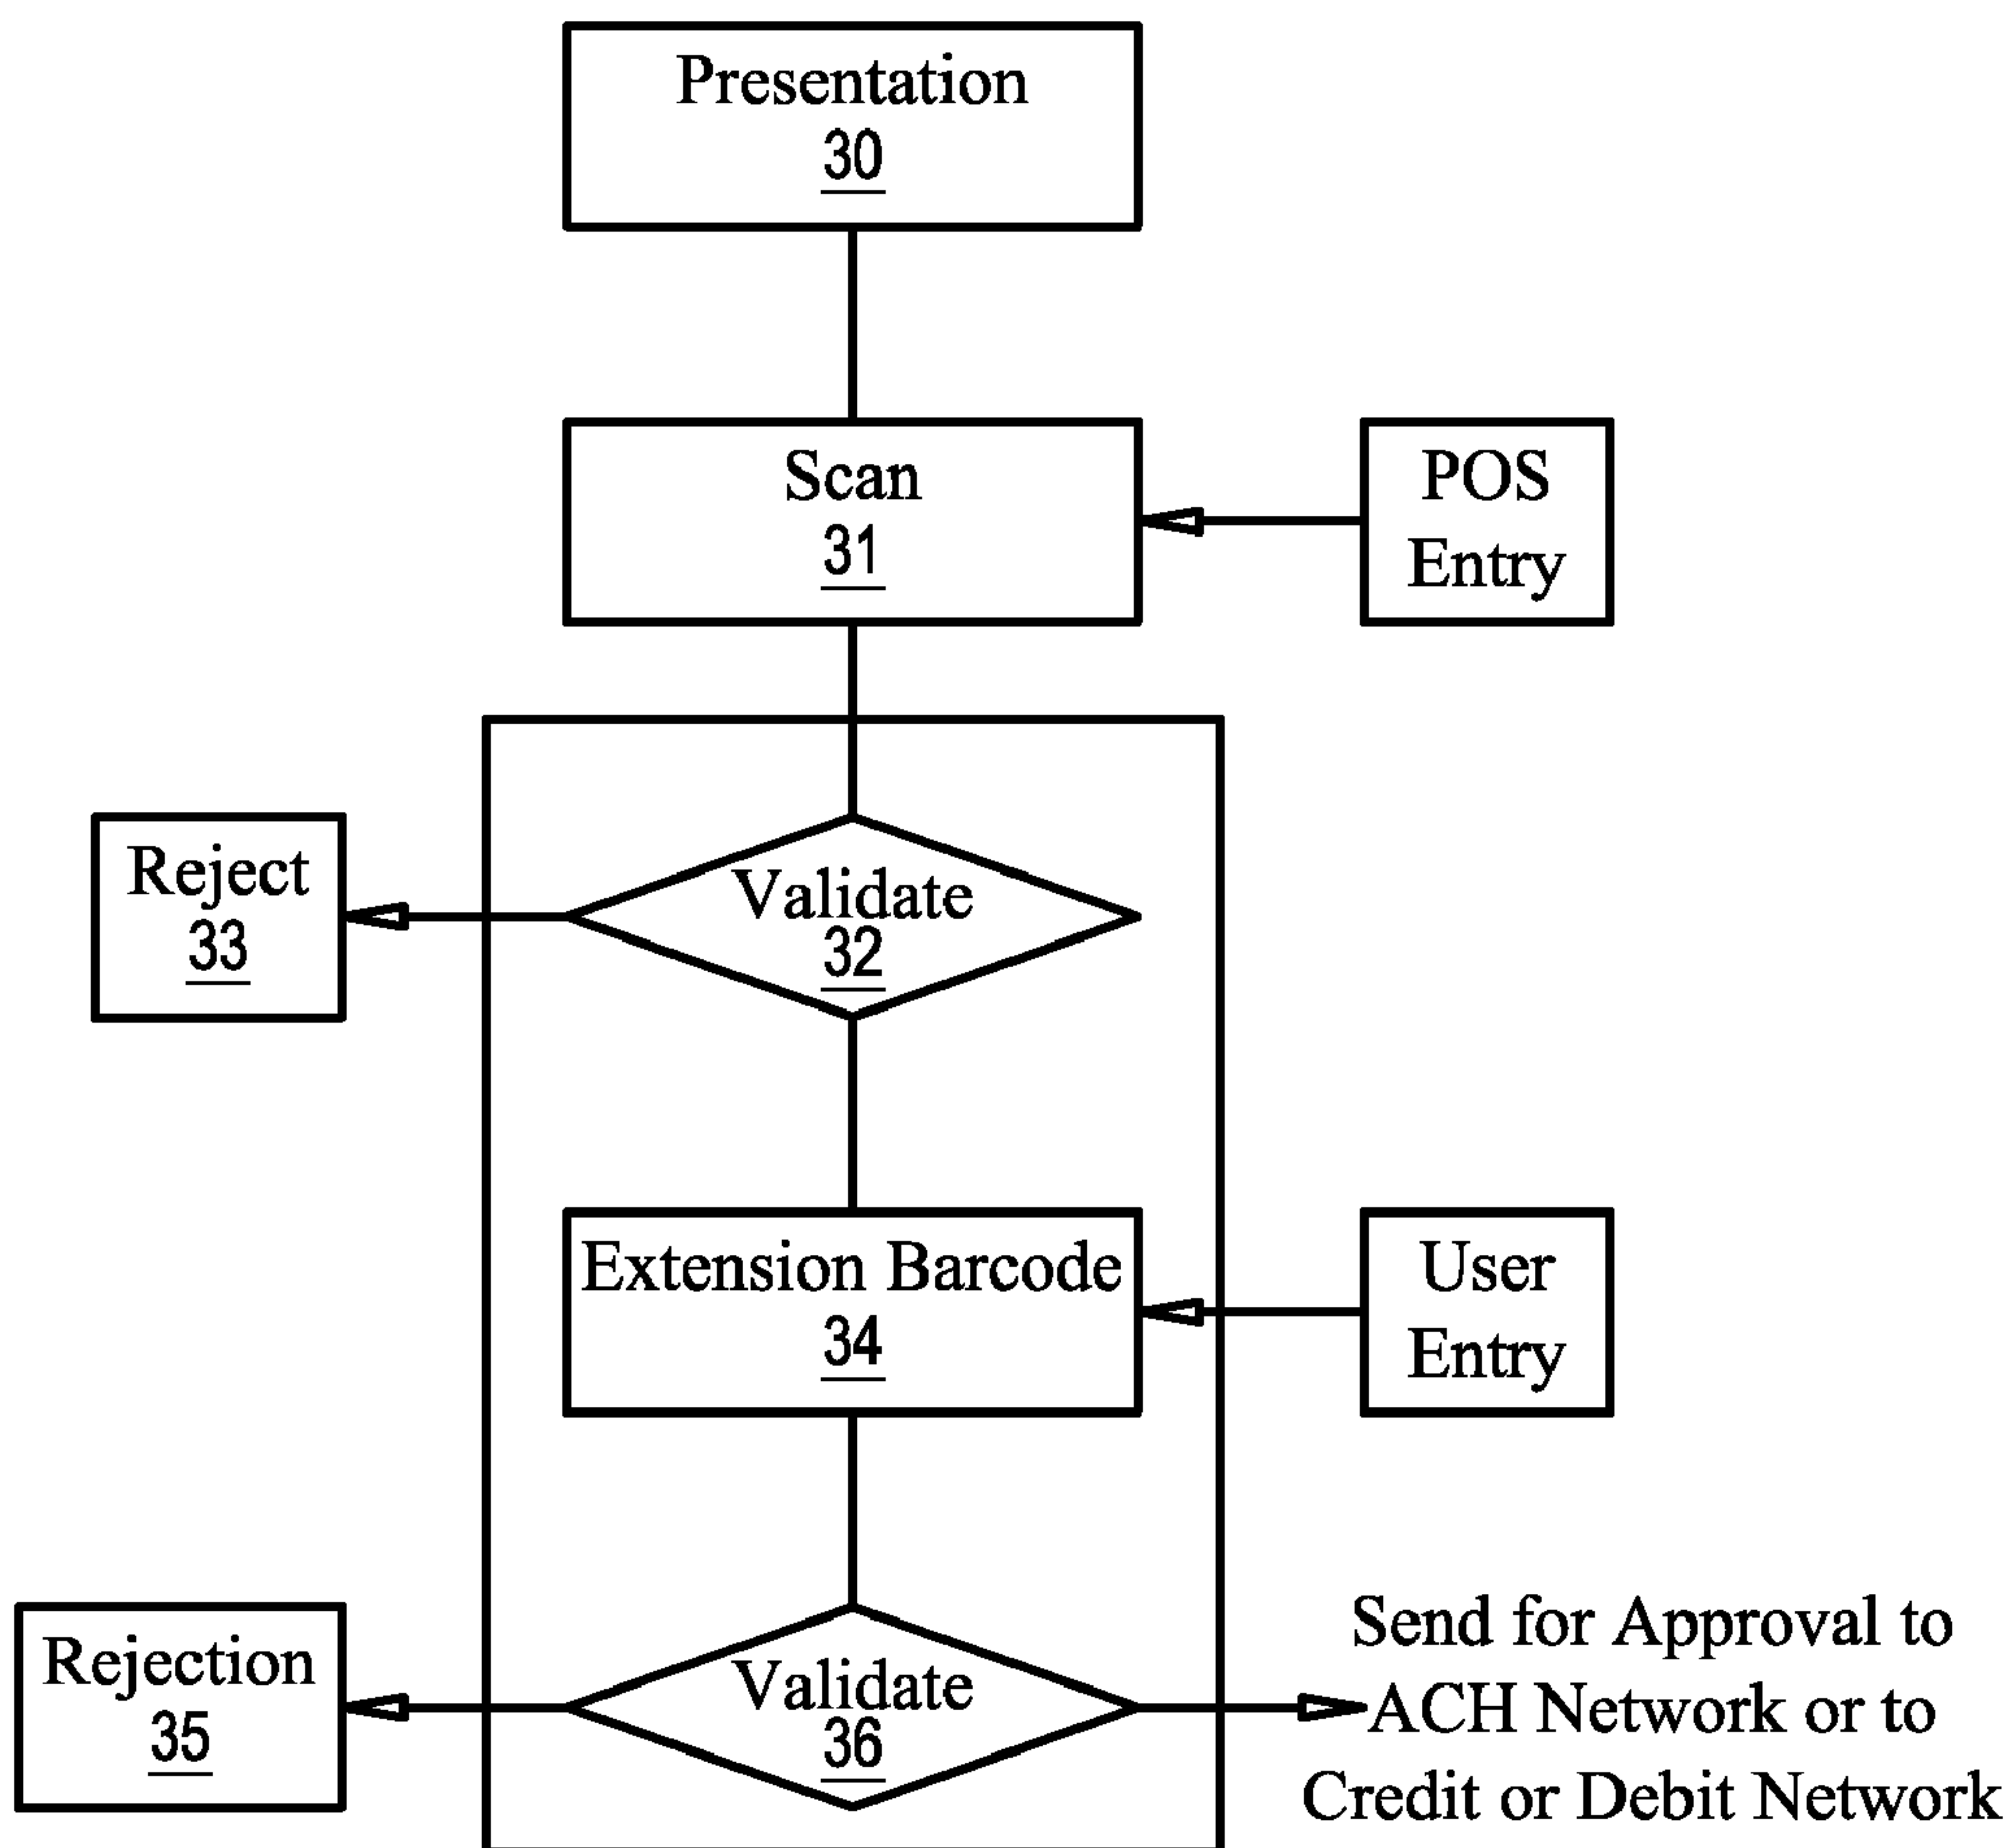 Presentation
30
Scan
31
POS
Entry
Reject
33
Validate
32
Extension Barcode
34
User
Entry
Rejection
35
Validate
36
Send for Approval to
ACH Network or to
Credit or Debit Network